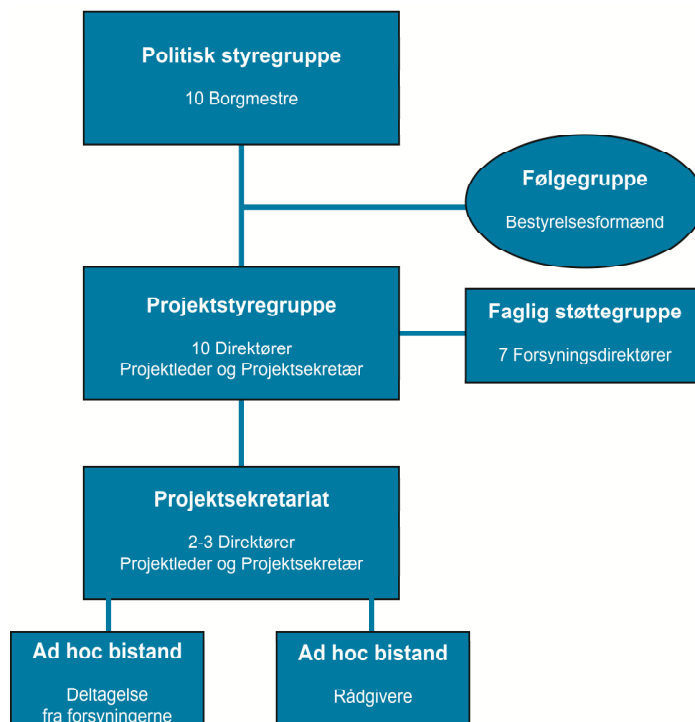 Politisk styregruppe
10 Borgmestre
Følgegruppe
Bestyrelsesformænd
Projektstyregruppe
10 Direktører
Projektleder og Projektsekretær
Faglig støttegruppe
7 Forsyningsdirektører
Projektsekretariat
2-3 Direktører
Projektleder og Projektsekretær
Ad hoc bistand
Deltagelse
fra forsyningerne
Ad hoc bistand
Rådgivere